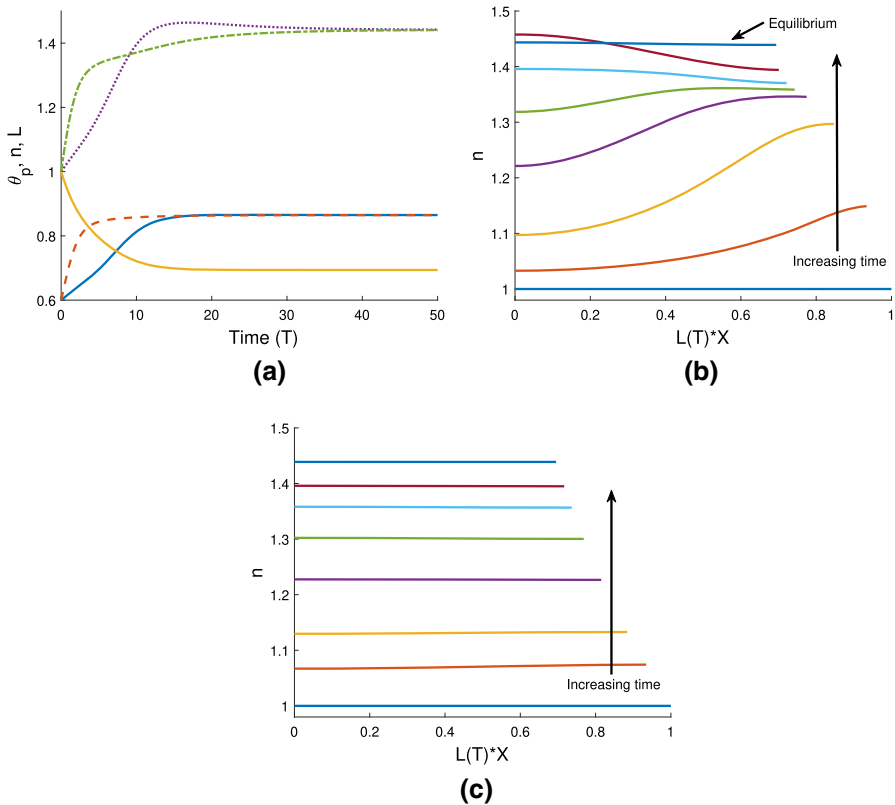 θp, n, L
1.4
1.2
1
0.8
0.6
0
10
20
30
40
50
Time (T)
(a)
n
1.5
1.4
1.3
1.2
1.1
1
0
0.2
0.4
0.6
0.8
1
L(T)*X
Equilibrium
Increasing time
(b)
n
1.5
1.4
1.3
1.2
1.1
1
0
0.2
0.4
0.6
0.8
1
L(T)*X
Increasing time
(c)